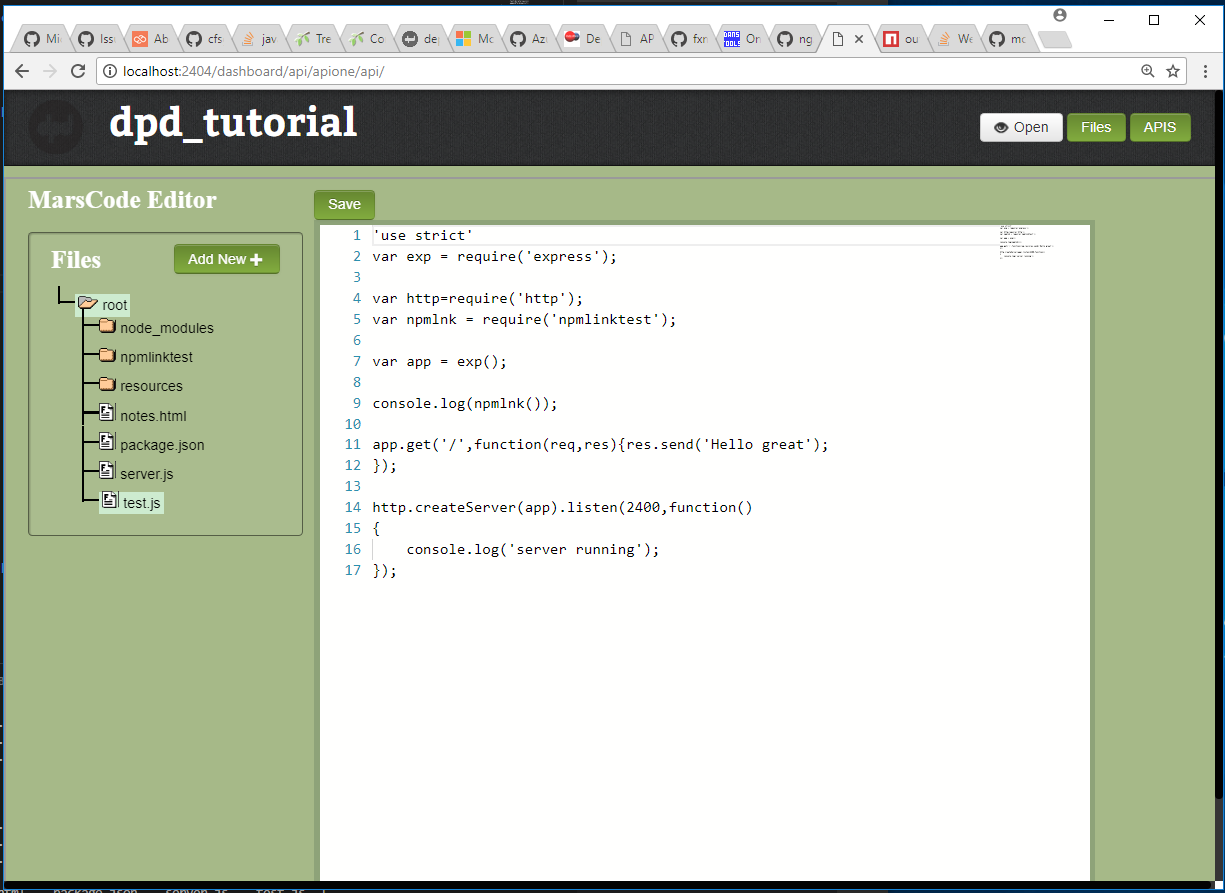 Mi
Iss
Ab
cfs
jav
Tre
Co
de
Mc
Azu
De
AP
fxn
On
ng
ou
We
mc
localhost:2404/dashboard/api/apione/api/
dpd
dpd_tutorial
Open
Files
APIS
MarsCode Editor
Save
Files
Add New
root
node_modules
npmlinktest
resources
notes.html
package.json
server.js
test.js
1 'use strict'
2 var exp = require('express');
3
4 var http=require('http');
5 var npmlnk = require('npmlinktest');
6
7 var app = exp();
8
9 console.log(npmlnk());
10
11 app.get('/',function(req,res){res.send('Hello great');
12 });
13
14 http.createServer(app).listen(2400,function()
15 {
16 console.log('server running');
17 });